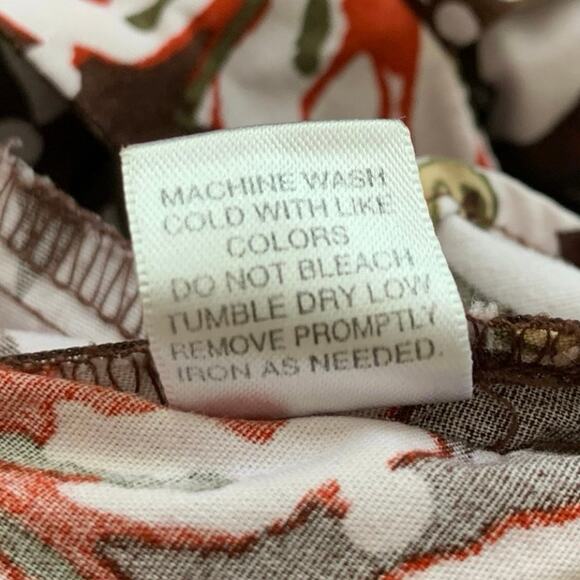 MACHINE WASH
COLD WITH LIKE
COLORS
DO NOT BLEACH
TUMBLE DRY LOW
REMOVE PROMPTLY
IRON AS NEEDED.